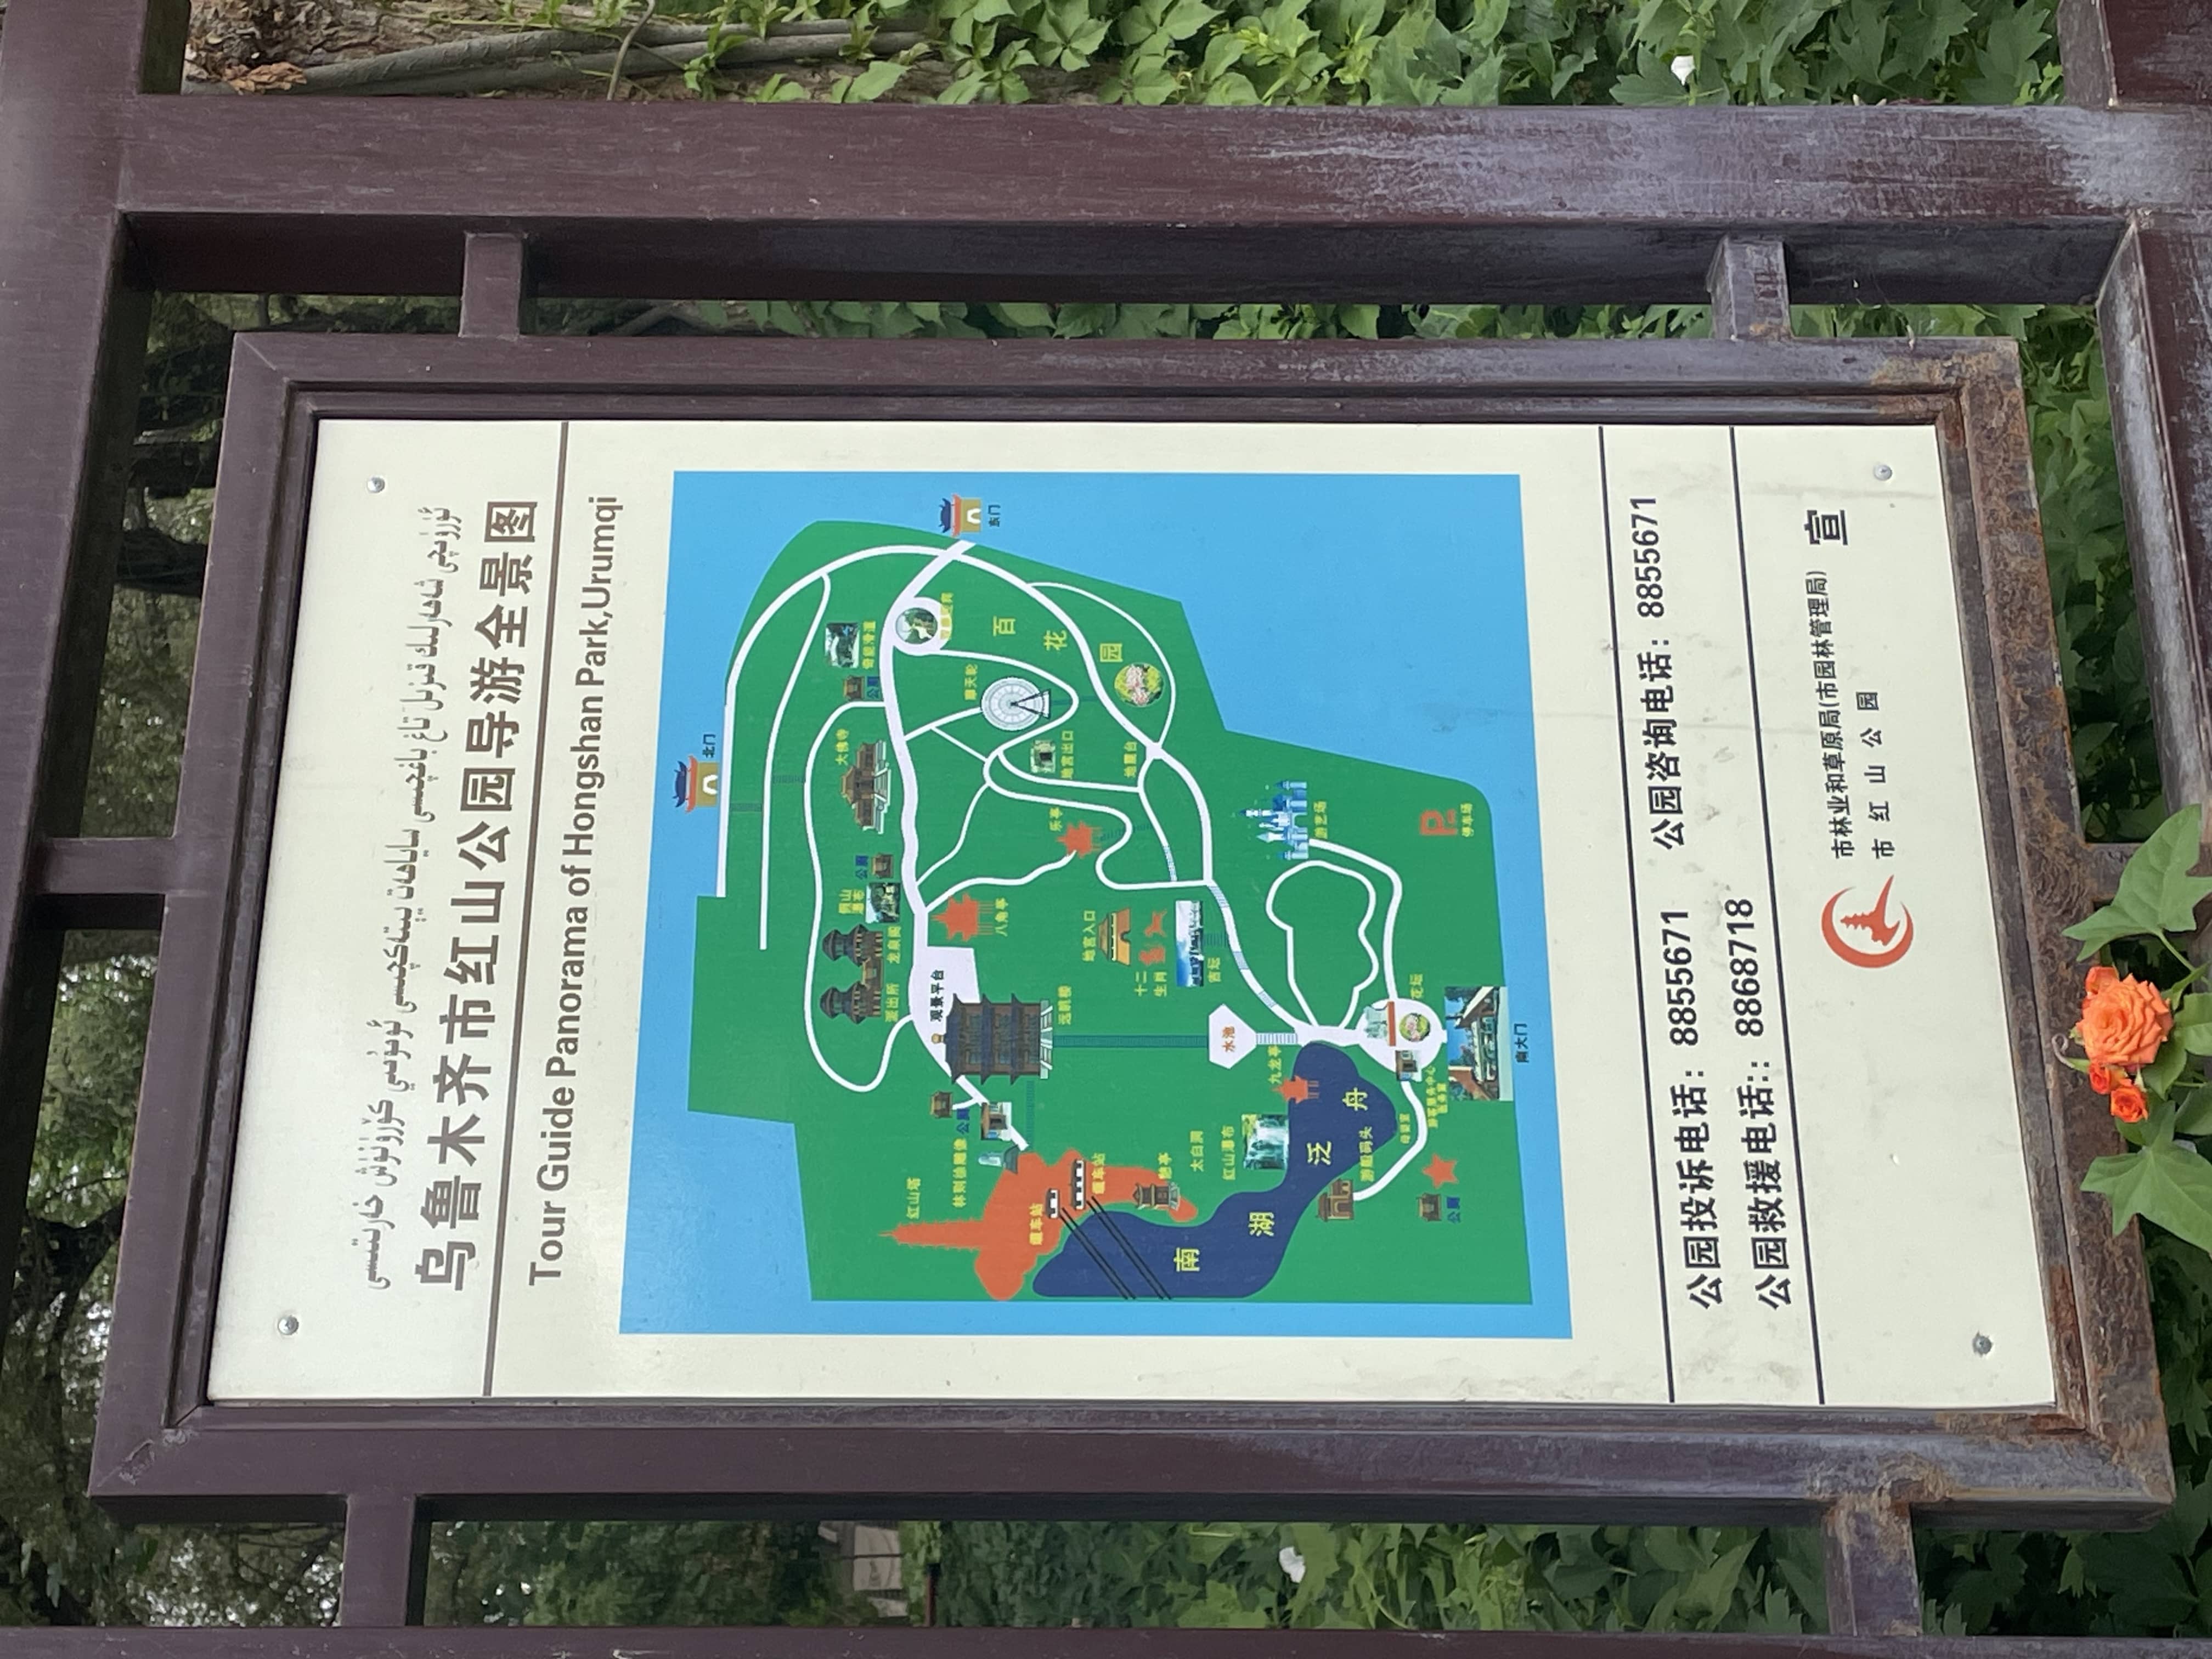 ئۈرۈمچى شەھەرلىك قىزىل تاغ باغچىسى ساياھەت يېتەكچىسى ئومۇمىي كۆرۈنۈش خەرىتىسى
乌鲁木齐市红山公园导游全景图
Tour Guide Panorama of Hongshan Park,Urumqi
北门
假山
瀑布
公厕
大佛寺
公厕
派出所
龙泉阁
红山塔
观景平台
林则徐雕像
公厕
八角亭
摩天轮
东门
百
花
园
缆车站
远眺楼
乐亭
地宫出口
缆车站
地宫入口
地震台
十二
生肖
憩亭
南
太白洞
吉坛
红山瀑布
水池
湖
九龙亭
泛
游艺场
舟
游船码头
母婴室
花坛
游客服务中心
医务室
公厕
P
停车场
南大门
公园投诉电话：8855671 公园咨询电话：8855671
公园救援电话:：8868718
市林业和草原局(市园林管理局) 宣
市红山公园